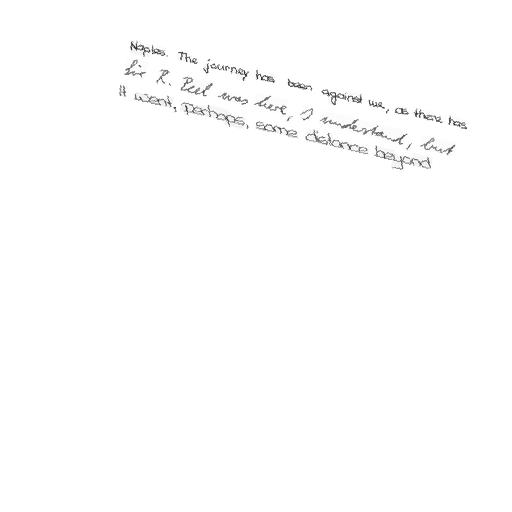 Naples. The journey has been against we, as there has
Sir R. Peel was here, I understand, but
It went, perhaps, some distance beyond